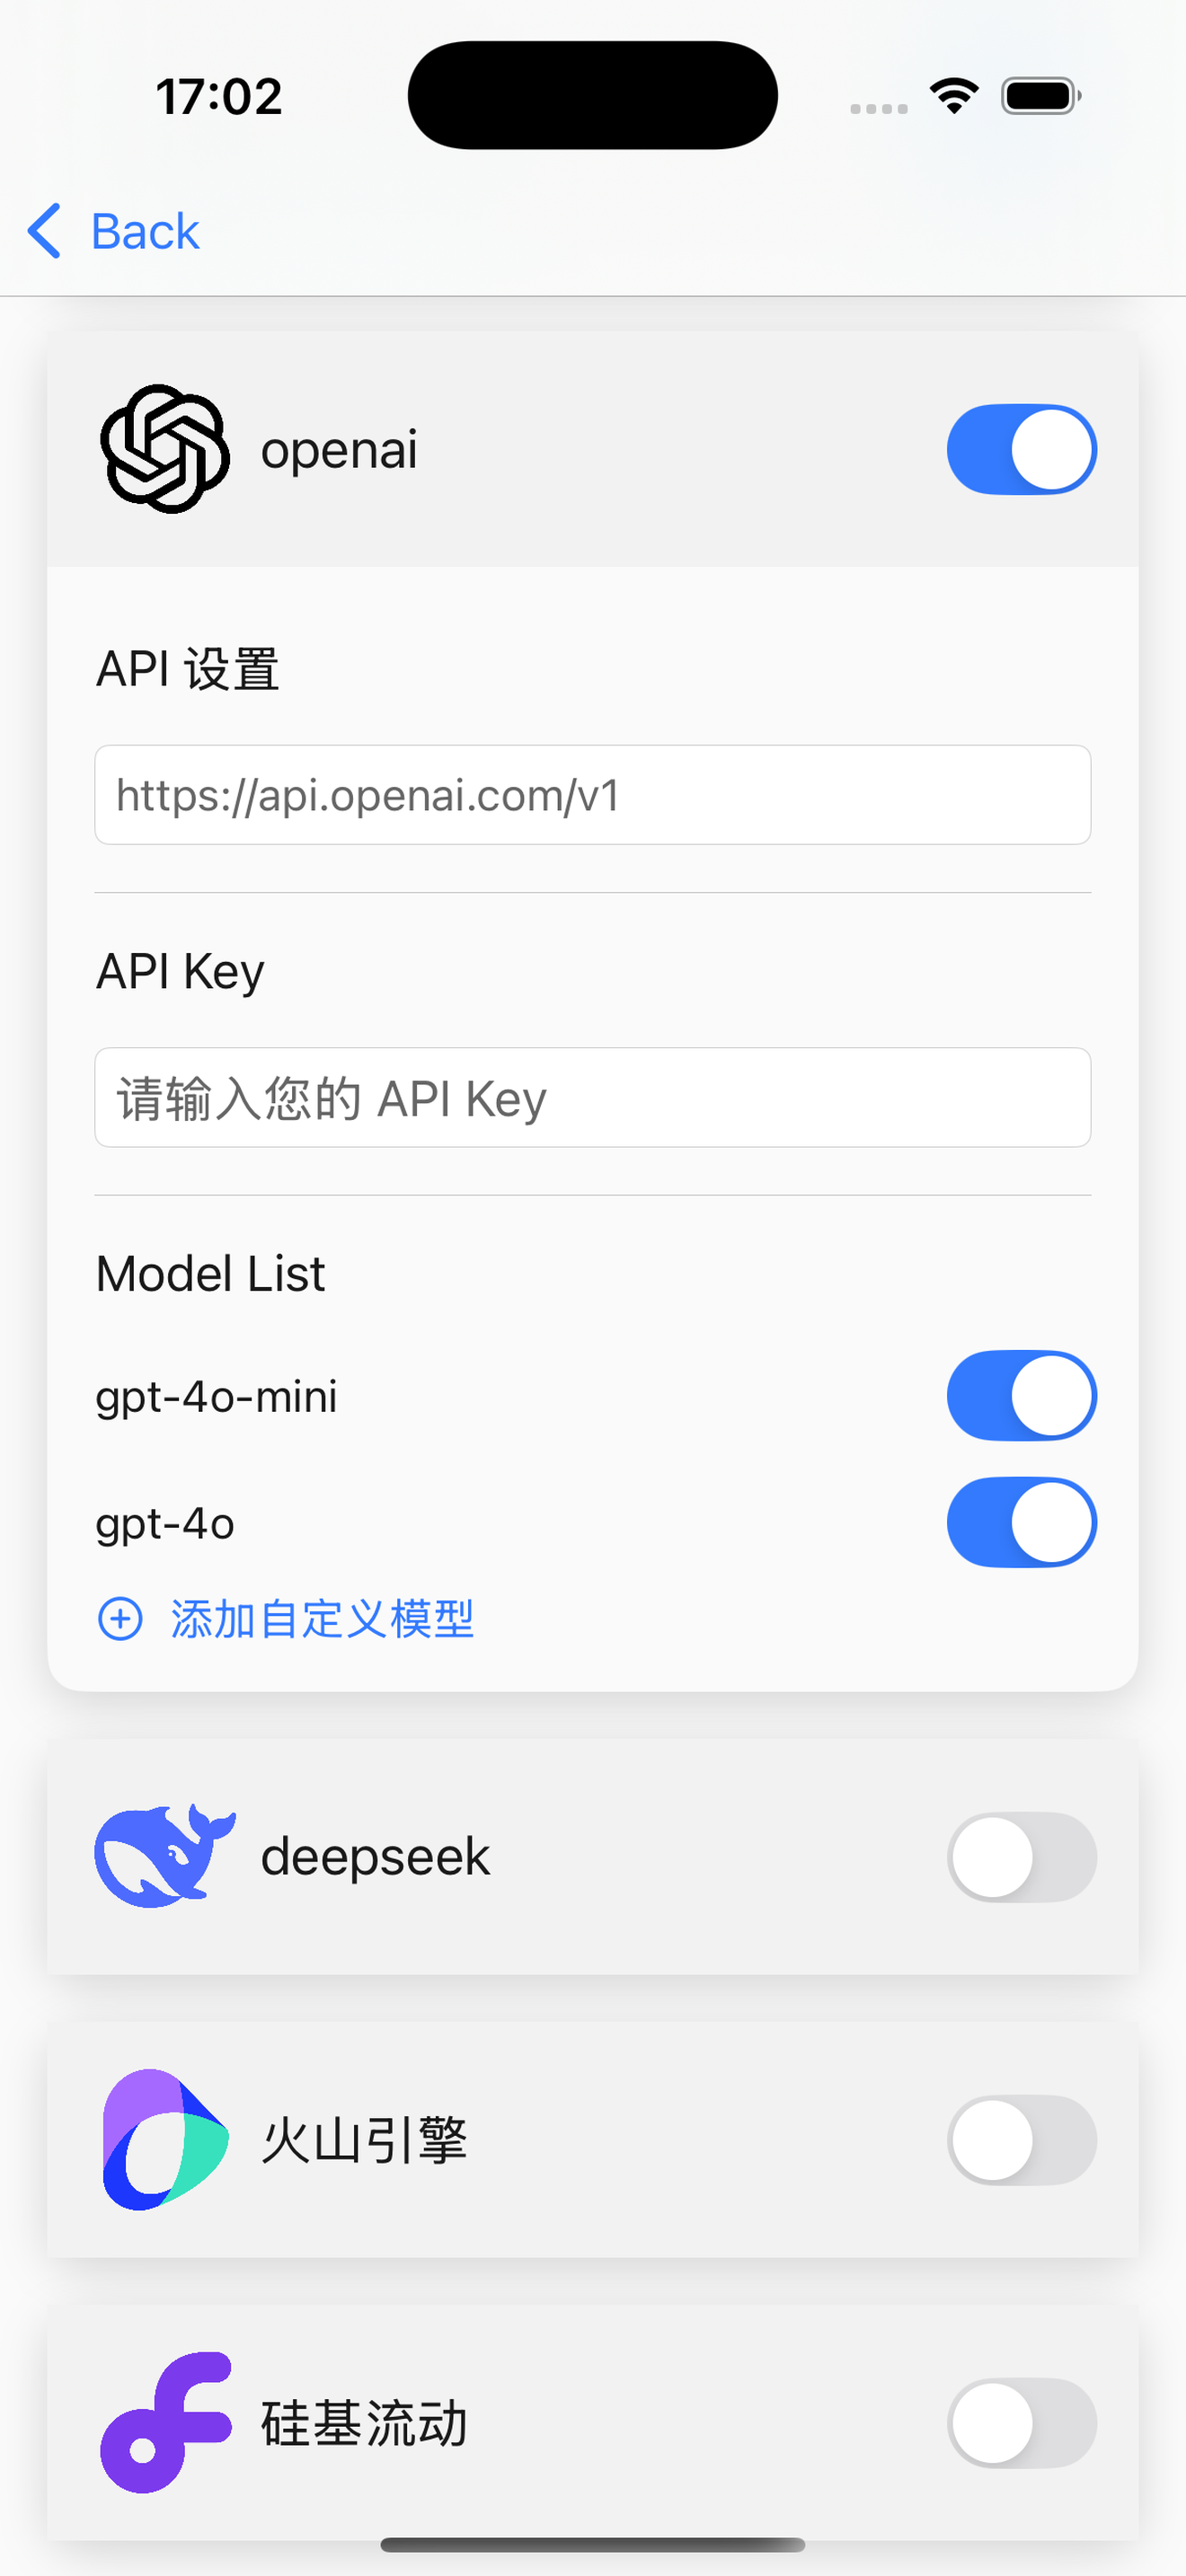 17:02
Back
openai
API 设置
https://api.openai.com/v1
API Key
请输入您的 API Key
Model List
gpt-4o-mini
gpt-4o
添加自定义模型
deepseek
火山引擎
硅基流动